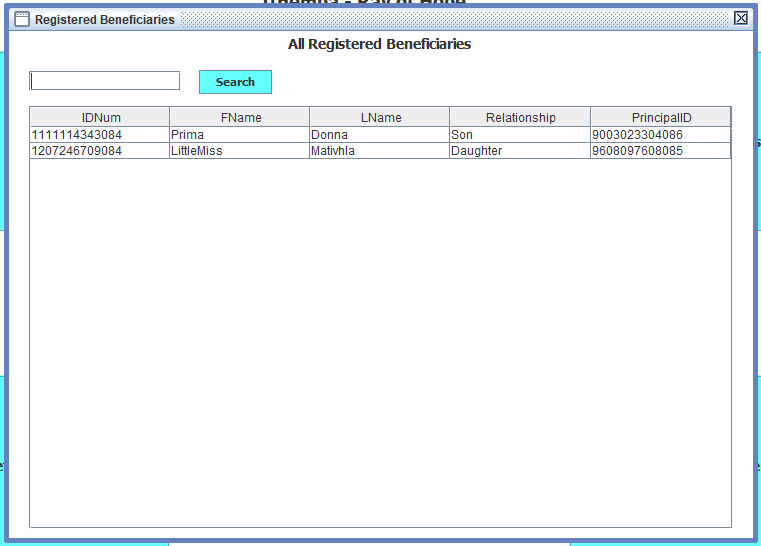 Registered Beneficiaries
All Registered Beneficiaries
Search
IDNum FName LName Relationship PrincipalID
1111114343084 Prima Donna Son 9003023304086
1207246709084 LittleMiss Mativhla Daughter 9608097608085